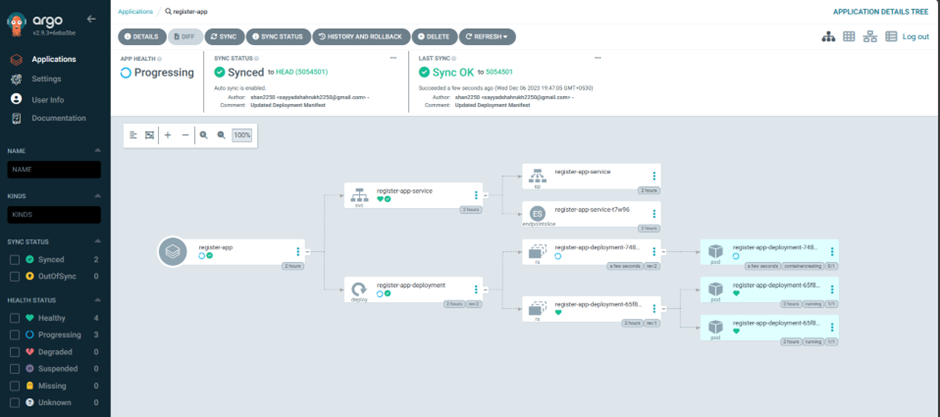 argo
v2.9.3+6eba5be
Applications
Settings
User Info
Documentation
NAME
NAME
KINDS
KINDS
SYNC STATUS
Synced 2
OutOfSync 0
HEALTH STATUS
Healthy 4
Progressing 3
Degraded 0
Suspended 0
Missing 0
Unknown 0
Applications / register-app
APPLICATION DETAILS TREE
DETAILS DIFF SYNC SYNC STATUS HISTORY AND ROLLBACK DELETE REFRESH
Log out
APP HEALTH
Progressing
SYNC STATUS
Synced to HEAD (5054501)
Auto sync is enabled.
Author: shan2250 <sayyadshahrukh2250@gmail.com> -
Comment: Updated Deployment Manifest
LAST SYNC
Sync OK to 5054501
Succeeded a few seconds ago (Wed Dec 06 2023 19:47:05 GMT+0530)
Author: shan2250 <sayyadshahrukh2250@gmail.com> -
Comment: Updated Deployment Manifest
100%
register-app
2 hours
register-app-service
svc
2 hours
register-app-deployment
deploy
2 hours rev:2
register-app-service
ep
2 hours
register-app-service-t7w96
ES
endpointslice
2 hours
register-app-deployment-748...
rs
a few seconds rev:2
register-app-deployment-65f8...
rs
2 hours rev:1
register-app-deployment-748...
pod
a few seconds containercreating 0/1
register-app-deployment-65f8...
pod
2 hours running 1/1
register-app-deployment-65f8...
pod
2 hours running 1/1